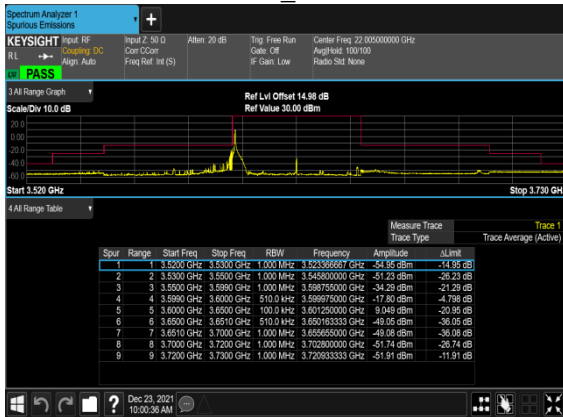 Spectrum Analyzer 1
Spurious Emissions
KEYSIGHT Input: RF Input Z: 50 Ω Atten: 20 dB Trig: Free Run Center Freq: 22.005000000 GHz
RL Coupling: DC Corr CCorr Gate: Off Avg|Hold: 100/100
Align: Auto Freq Ref: Int (S) IF Gain: Low Radio Std: None
PASS
3 All Range Graph
Ref Lvl Offset 14.98 dB
Scale/Div 10.0 dB Ref Value 30.00 dBm
20.0
0.00
-20.0
-40.0
-60.0
Start 3.520 GHz Stop 3.730 GH
4 All Range Table
Measure Trace Trace 1
Trace Type Trace Average (Active)
Spur Range Start Freq Stop Freq RBW Frequency Amplitude ΔLimit
1 1 3.5200 GHz 3.5300 GHz 1.000 MHz 3.523366667 GHz -54.95 dBm -14.95 dB
2 2 3.5300 GHz 3.5500 GHz 1.000 MHz 3.545800000 GHz -51.23 dBm -26.23 dB
3 3 3.5500 GHz 3.5990 GHz 1.000 MHz 3.598755000 GHz -34.29 dBm -21.29 dB
4 4 3.5990 GHz 3.6000 GHz 510.0 kHz 3.599975000 GHz -17.80 dBm -4.798 dB
5 5 3.6000 GHz 3.6500 GHz 100.0 kHz 3.601250000 GHz 9.049 dBm -20.95 dB
6 6 3.6500 GHz 3.6510 GHz 510.0 kHz 3.650163333 GHz -49.05 dBm -36.05 dB
7 7 3.6510 GHz 3.7000 GHz 1.000 MHz 3.655655000 GHz -49.08 dBm -36.08 dB
8 8 3.7000 GHz 3.7200 GHz 1.000 MHz 3.702800000 GHz -51.74 dBm -26.74 dB
9 9 3.7200 GHz 3.7300 GHz 1.000 MHz 3.720933333 GHz -51.91 dBm -11.91 dB
? Dec 23, 2021
10:00:36 AM